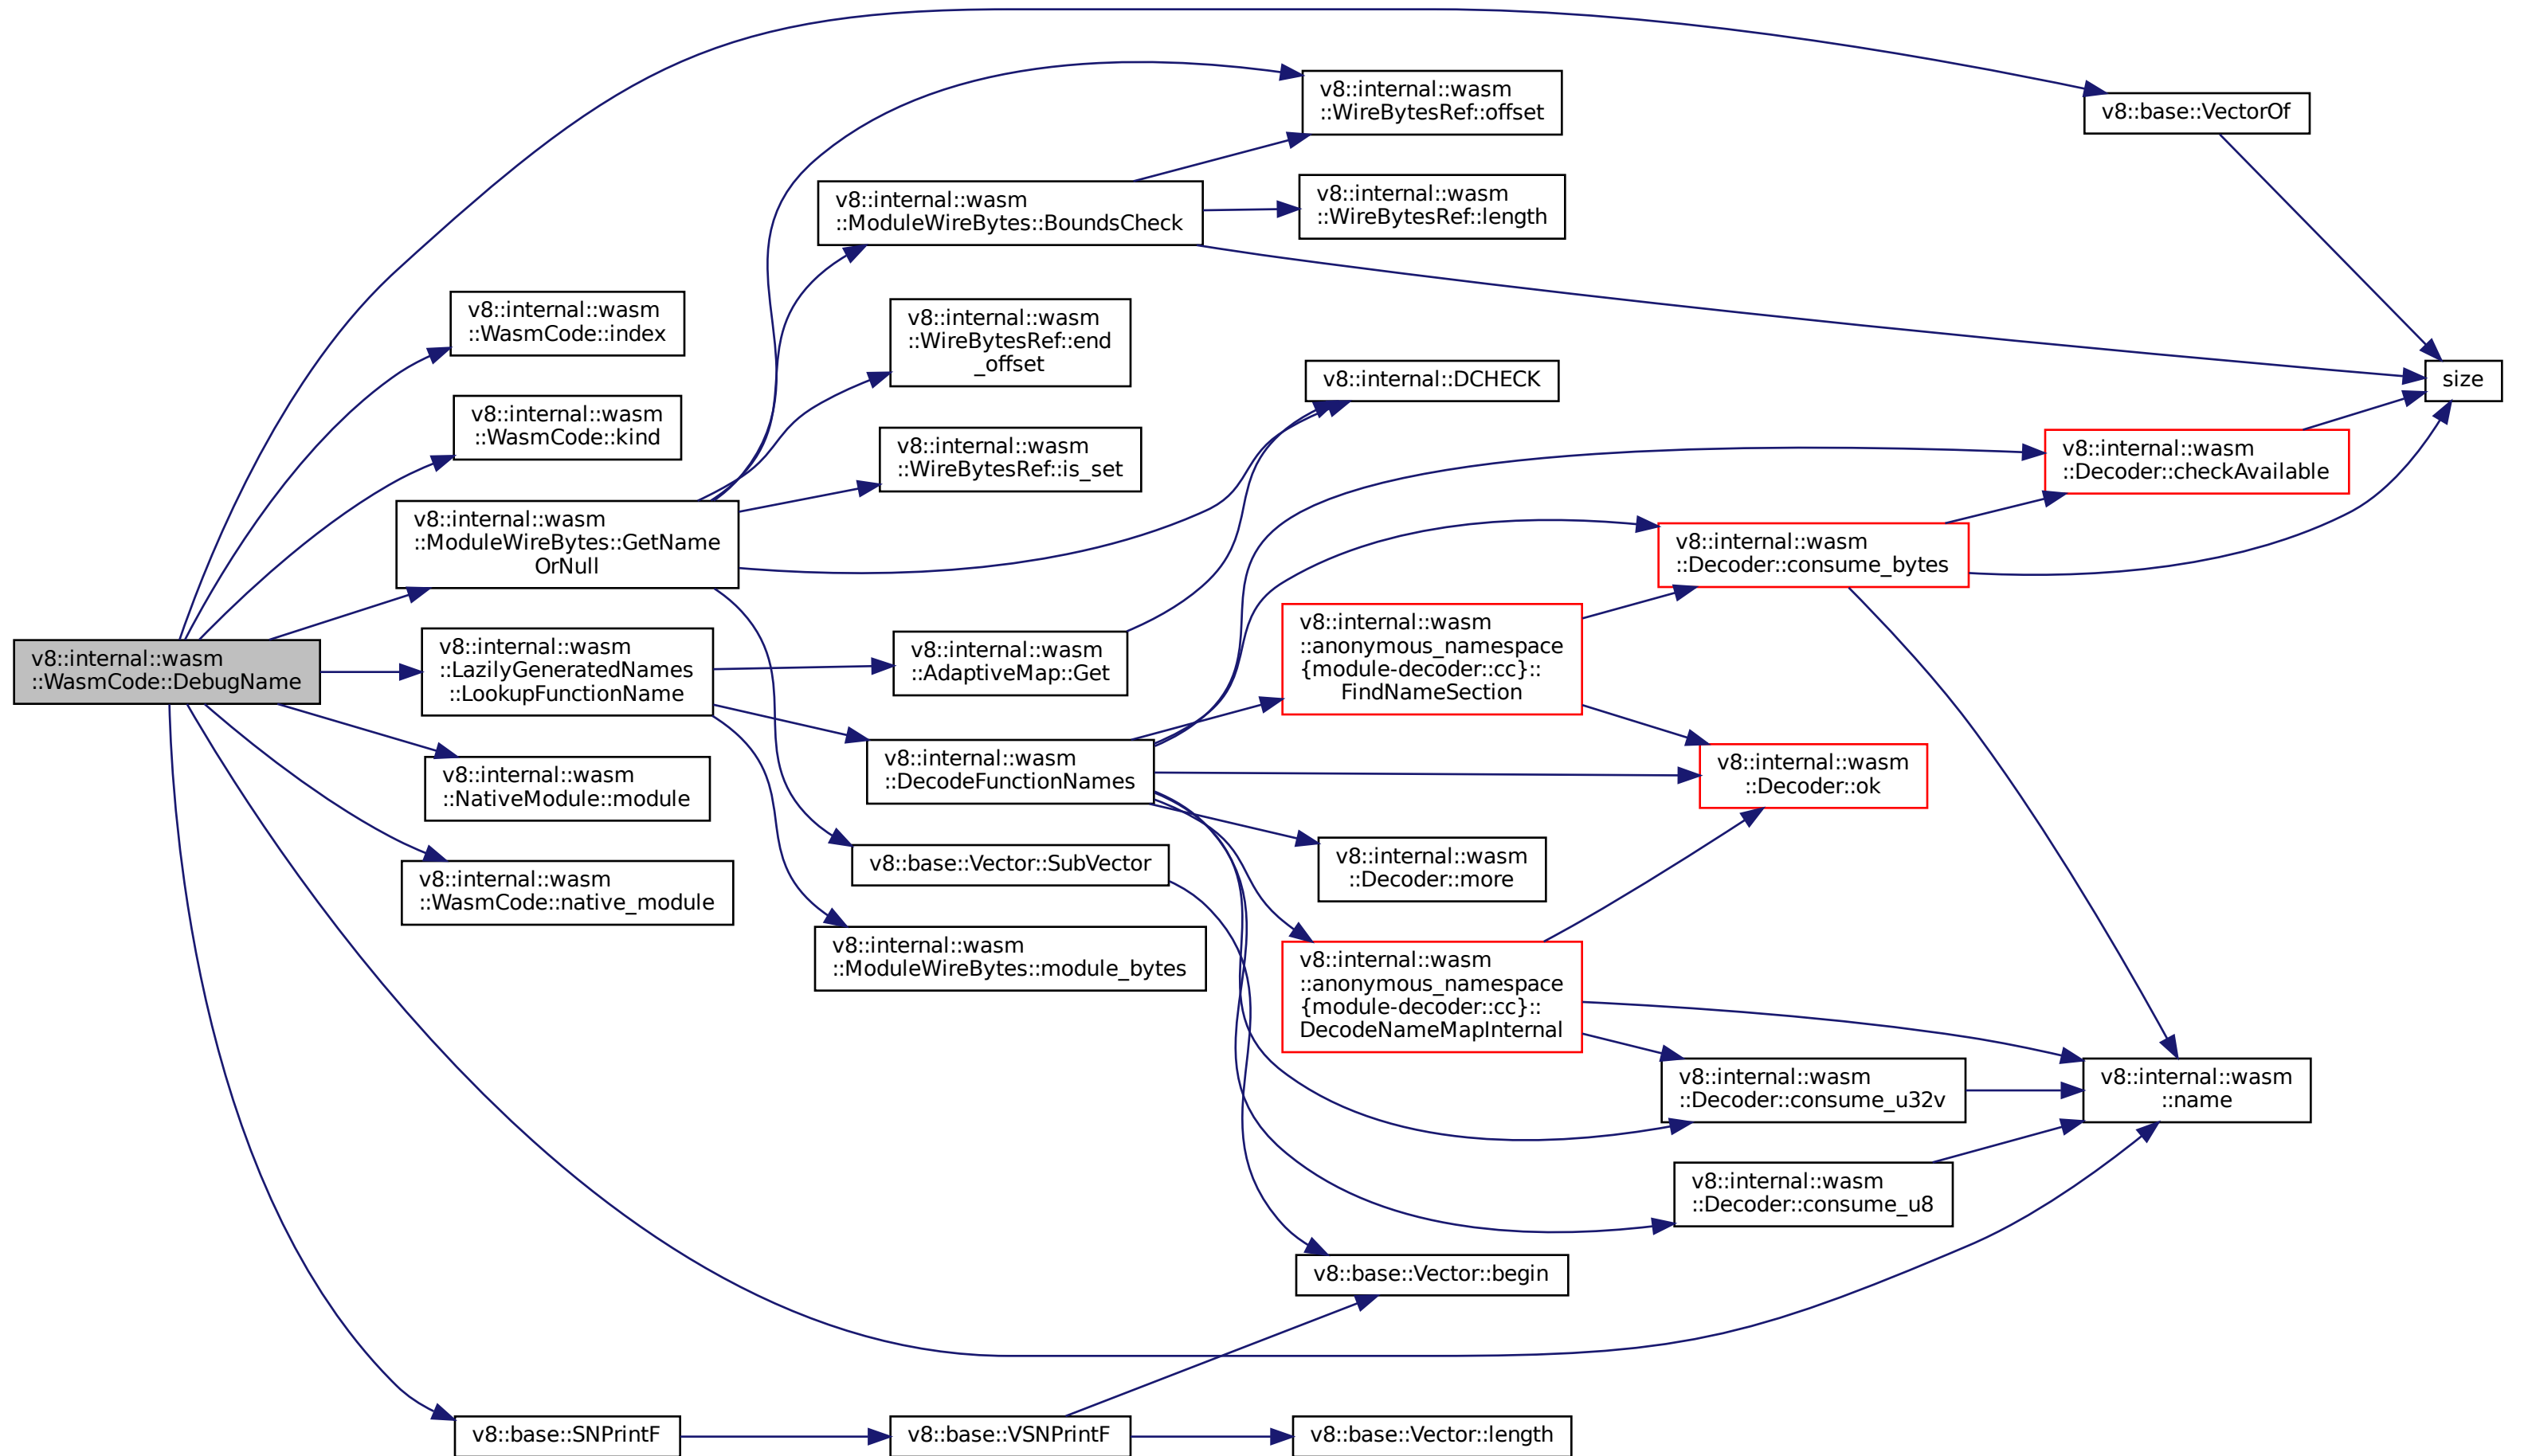 v8::internal::wasm
::WasmCode::DebugName
v8::internal::wasm
::WasmCode::index
v8::internal::wasm
::WasmCode::kind
v8::internal::wasm
::ModuleWireBytes::GetName
OrNull
v8::internal::wasm
::LazilyGeneratedNames
::LookupFunctionName
v8::internal::wasm
::NativeModule::module
v8::internal::wasm
::WasmCode::native_module
v8::base::SNPrintF
v8::internal::wasm
::ModuleWireBytes::BoundsCheck
v8::internal::wasm
::WireBytesRef::end
_offset
v8::internal::wasm
::WireBytesRef::is_set
v8::internal::wasm
::AdaptiveMap::Get
v8::internal::wasm
::DecodeFunctionNames
v8::base::Vector::SubVector
v8::internal::wasm
::ModuleWireBytes::module_bytes
v8::base::VSNPrintF
v8::internal::wasm
::WireBytesRef::offset
v8::internal::wasm
::WireBytesRef::length
v8::internal::DCHECK
v8::internal::wasm
::anonymous_namespace
{module-decoder::cc}::
FindNameSection
v8::internal::wasm
::Decoder::more
v8::internal::wasm
::anonymous_namespace
{module-decoder::cc}::
DecodeNameMapInternal
v8::base::Vector::begin
v8::base::Vector::length
v8::internal::wasm
::Decoder::consume_bytes
v8::internal::wasm
::Decoder::ok
v8::internal::wasm
::Decoder::consume_u32v
v8::internal::wasm
::Decoder::consume_u8
v8::base::VectorOf
v8::internal::wasm
::Decoder::checkAvailable
v8::internal::wasm
::name
size